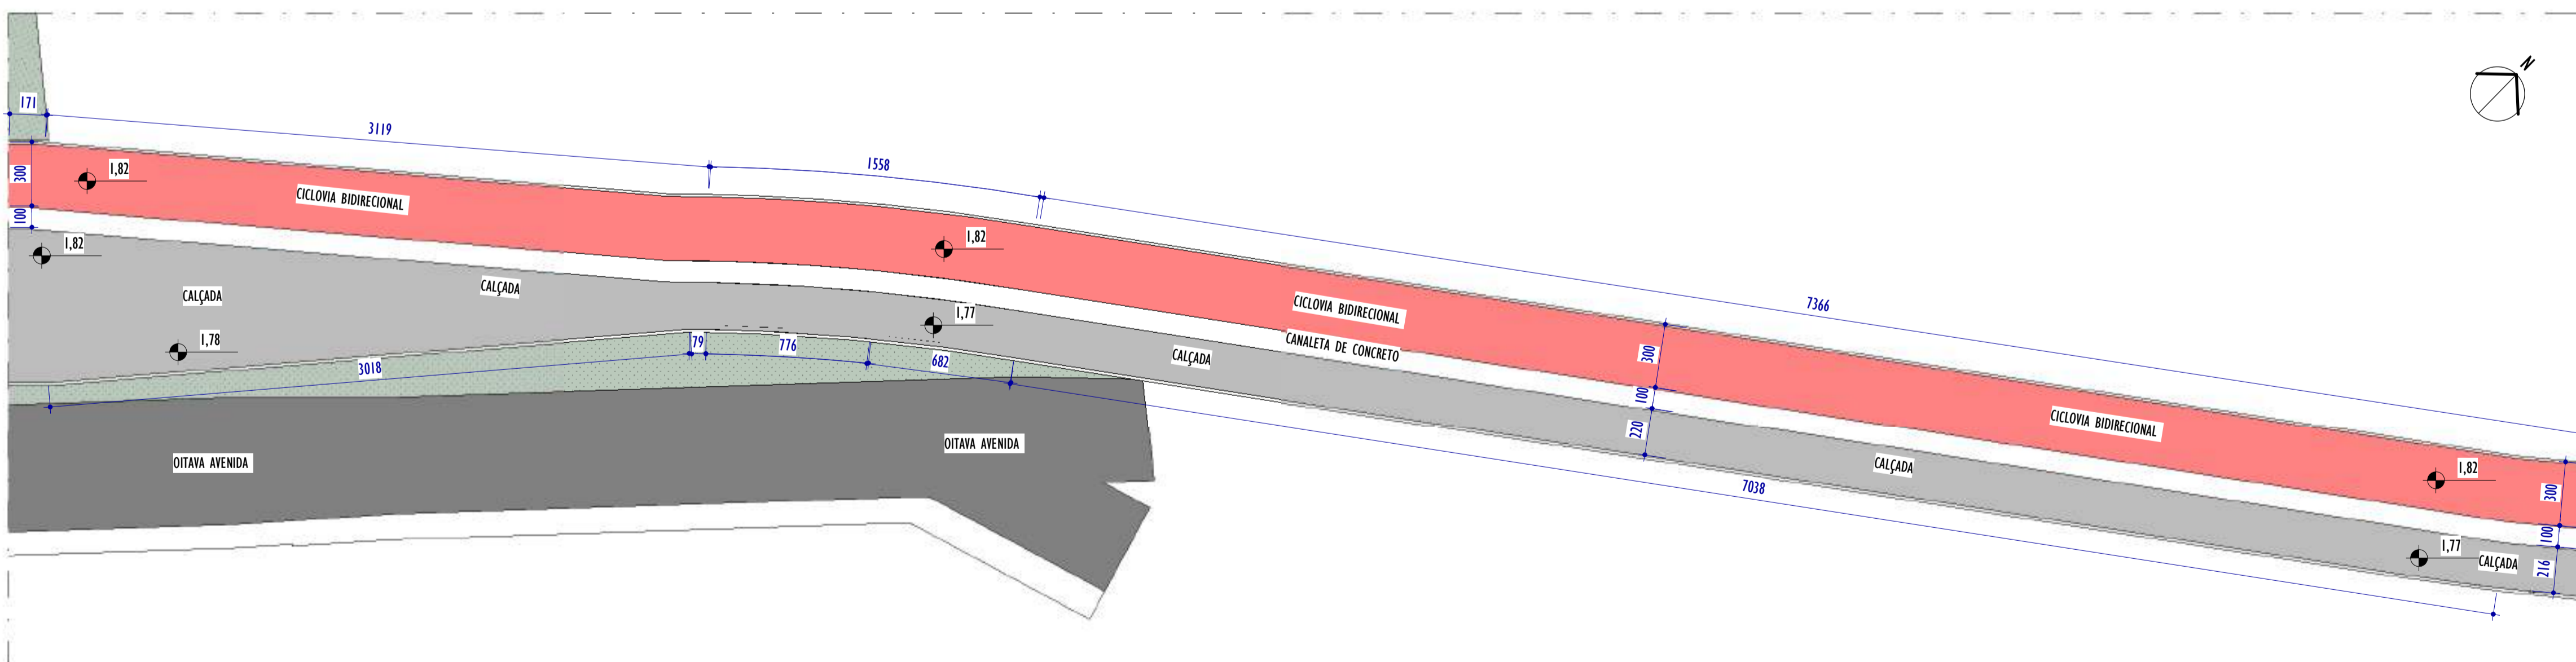 N
171
3119
1558
300
1,82
CICLOVIA BIDIRECIONAL
100
1,82
1,82
CALÇADA
CALÇADA
1,77
1,78
7366
CICLOVIA BIDIRECIONAL
CANALETA DE CONCRETO
300
79
776
682
3018
CALÇADA
100
220
CICLOVIA BIDIRECIONAL
OITAVA AVENIDA
OITAVA AVENIDA
CALÇADA
1,82
7038
300
100
1,77
CALÇADA
216